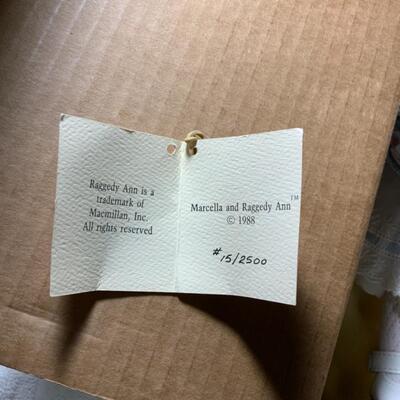 Raggedy Ann is a
trademark of
Macmillan, Inc.
All rights reserved
Marcella and Raggedy Ann™
© 1988
#15/2500